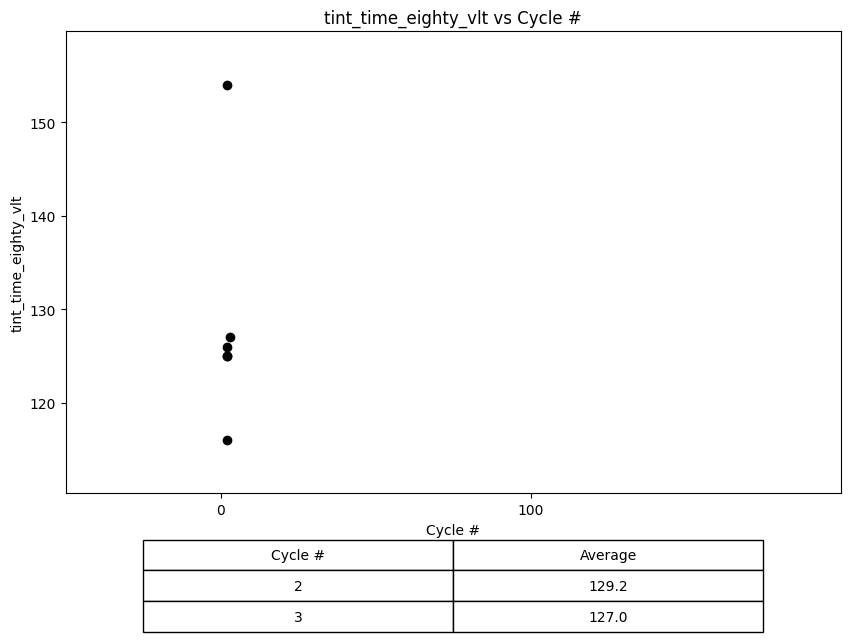 tint_time_eighty_vlt vs Cycle #
150
140
130
120
tint_time_eighty_vlt
0 100
Cycle #
Cycle # Average
2 129.2
3 127.0